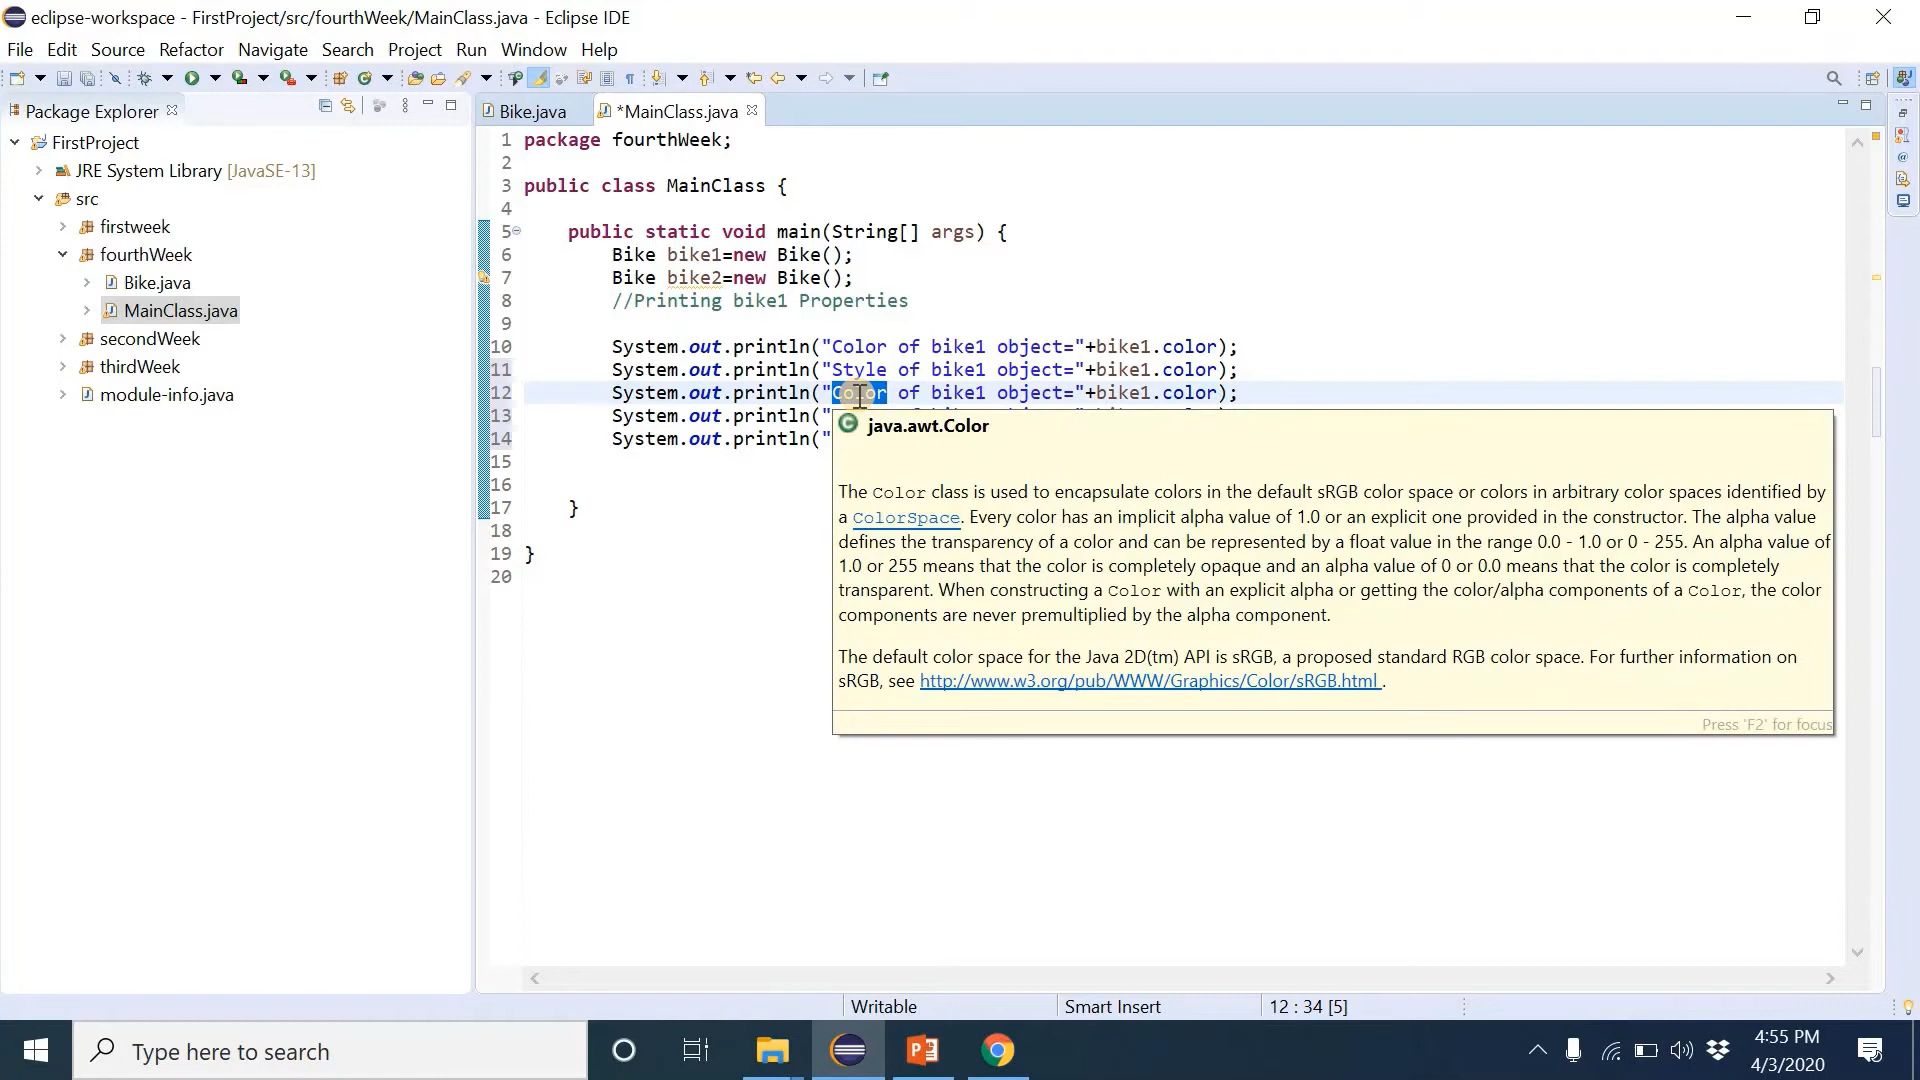 eclipse-workspace - FirstProject/src/fourthWeek/MainClass.java - Eclipse IDE
File Edit Source Refactor Navigate Search Project Run Window Help
Package Explorer
FirstProject
JRE System Library [JavaSE-13]
src
firstweek
fourthWeek
Bike.java
MainClass.java
secondWeek
thirdWeek
module-info.java
Bike.java *MainClass.java
1 package fourthWeek;
2
3 public class MainClass {
4
5 public static void main(String[] args) {
6 Bike bike1=new Bike();
7 Bike bike2=new Bike();
8 //Printing bike1 Properties
9
10 System.out.println("Color of bike1 object="+bike1.color);
11 System.out.println("Style of bike1 object="+bike1.color);
12 System.out.println("Color of bike1 object="+bike1.color);
13 System.out.println("
14 System.out.println("
15
16
17 }
18
19 }
20
java.awt.Color
The Color class is used to encapsulate colors in the default sRGB color space or colors in arbitrary color spaces identified by
a ColorSpace. Every color has an implicit alpha value of 1.0 or an explicit one provided in the constructor. The alpha value
defines the transparency of a color and can be represented by a float value in the range 0.0 - 1.0 or 0 - 255. An alpha value of
1.0 or 255 means that the color is completely opaque and an alpha value of 0 or 0.0 means that the color is completely
transparent. When constructing a Color with an explicit alpha or getting the color/alpha components of a Color, the color
components are never premultiplied by the alpha component.
The default color space for the Java 2D(tm) API is sRGB, a proposed standard RGB color space. For further information on
sRGB, see http://www.w3.org/pub/WWW/Graphics/Color/sRGB.html .
Press 'F2' for focus
Writable Smart Insert 12 : 34 [5]
Type here to search
4:55 PM
4/3/2020